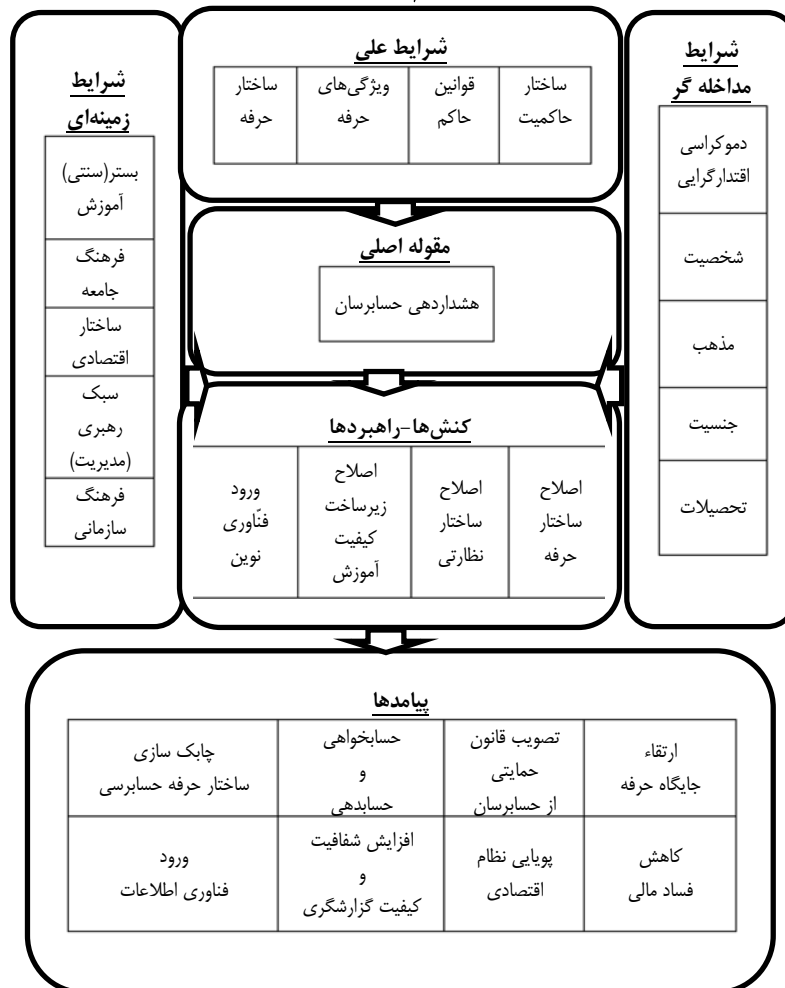 شرایط علی
ساختار
حاکمیت
قوانین
حاکم
ویژگی‌های
حرفه
ساختار
حرفه
شرایط
مداخله گر
دموکراسی
اقتدارگرایی
شخصیت
مذهب
جنسیت
تحصیلات
شرایط
زمینه‌ای
بستر(سنتی)
آموزش
فرهنگ
جامعه
ساختار
اقتصادی
سبک
رهبری
(مدیریت)
فرهنگ
سازمانی
مقوله اصلی
هشداردهی حسابرسان
کنش‌ها-راهبردها
اصلاح
ساختار
حرفه
اصلاح
ساختار
نظارتی
اصلاح
زیرساخت
کیفیت
آموزش
ورود
فنّاوری
نوین
پیامدها
ارتقاء
جایگاه حرفه
تصویب قانون
حمایتی
از حسابرسان
حسابخواهی
و
حسابدهی
چابک سازی
ساختار حرفه حسابرسی
کاهش
فساد مالی
پویایی نظام
اقتصادی
افزایش شفافیت
و
کیفیت گزارشگری
ورود
فناوری اطلاعات